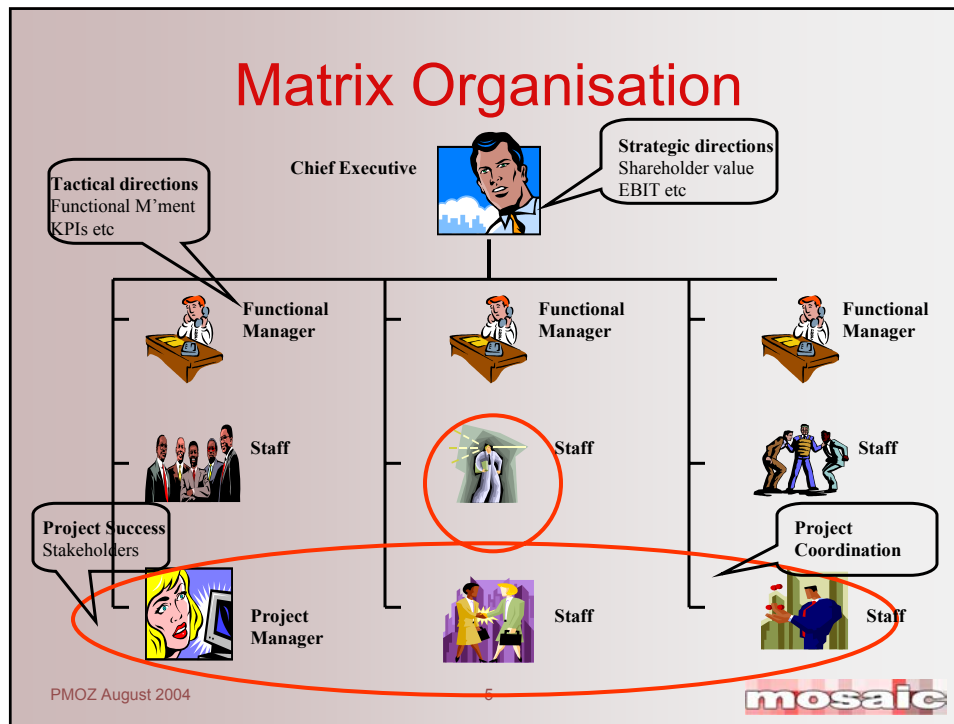 Matrix Organisation
Chief Executive
Strategic directions
Shareholder value
EBIT etc
Tactical directions
Functional M’ment
KPIs etc
Functional
Manager
Functional
Manager
Functional
Manager
Staff
Staff
Staff
Project Success
Stakeholders
Project
Coordination
Project
Manager
Staff
Staff
PMOZ August 2004
5
mosaic